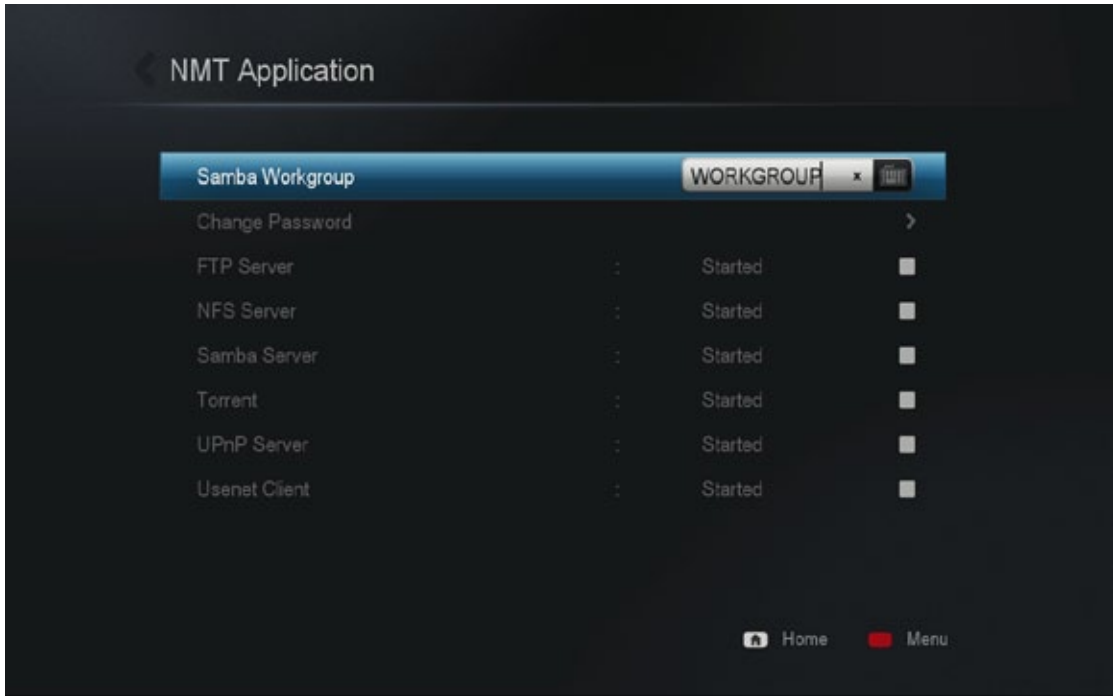 NMT Application
Samba Workgroup WORKGROUP x
Change Password >
FTP Server : Started
NFS Server : Started
Samba Server : Started
Torrent : Started
UPnP Server : Started
Usenet Client : Started
Home Menu